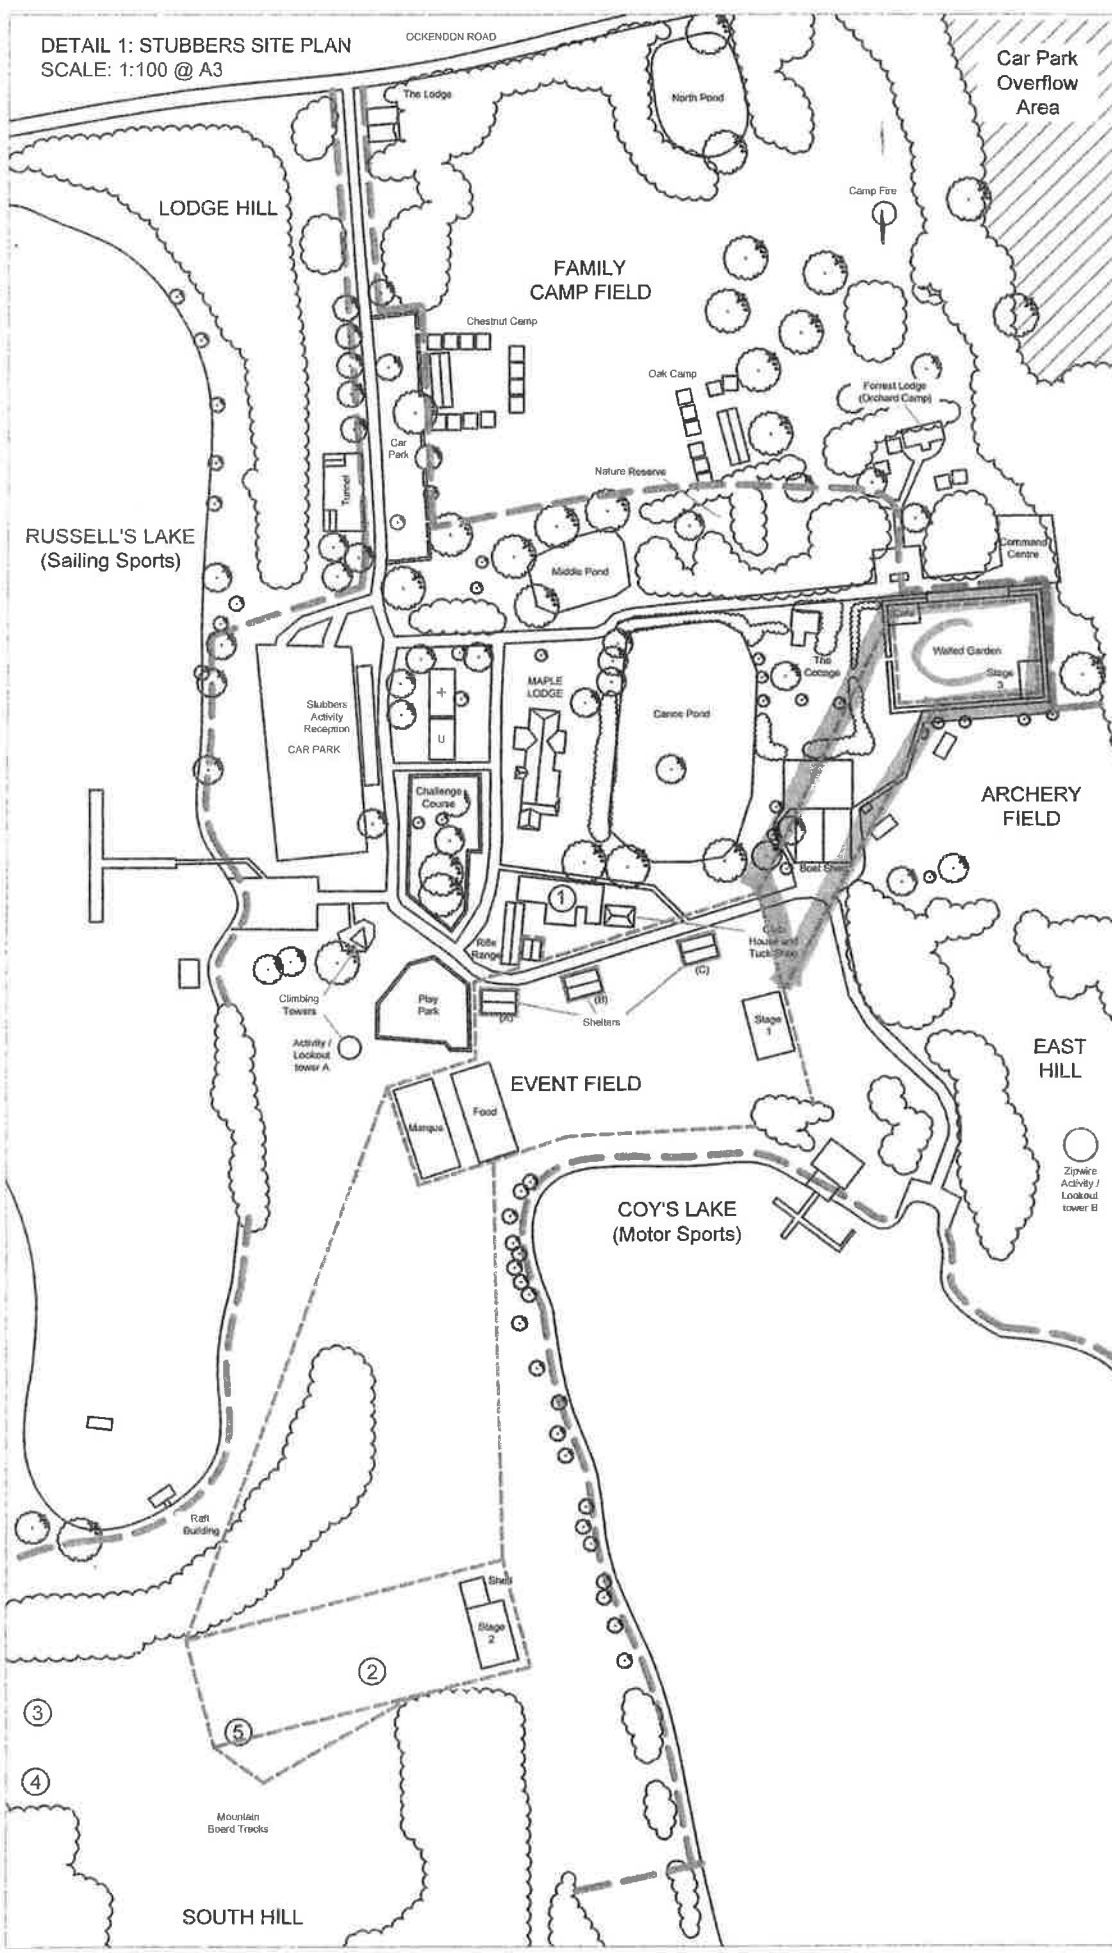 DETAIL 1: STUBBERS SITE PLAN
SCALE: 1:100 @ A3
OCKENDON ROAD
Car Park
Overflow
Area
The Lodge
North Pond
LODGE HILL
Camp Fire
FAMILY
CAMP FIELD
Chestnut Camp
Oak Camp
Forrest Lodge
(Orchard Camp)
Car
Park
Nature Reserve
Tunnel
RUSSELL'S LAKE
(Sailing Sports)
Command
Centre
Middle Pond
Cafe
Walled Garden
The
Cottage
Stage
3
MAPLE
LODGE
Stubbers
Activity
Reception
CAR PARK
U
Canoe Pond
Challenge
Course
ARCHERY
FIELD
Boat Shed
1
Rifle
Range
Club
House and
Tuck Shop
(C)
(B)
(A)
Shelters
Climbing
Towers
Play
Park
Stage
1
Activity /
Lookout
tower A
EAST
HILL
EVENT FIELD
Marque
Food
Zipwire
Activity /
Lookout
tower B
COY'S LAKE
(Motor Sports)
Raft
Building
Shed
Stage
2
2
3
5
4
Mountain
Board Tracks
SOUTH HILL